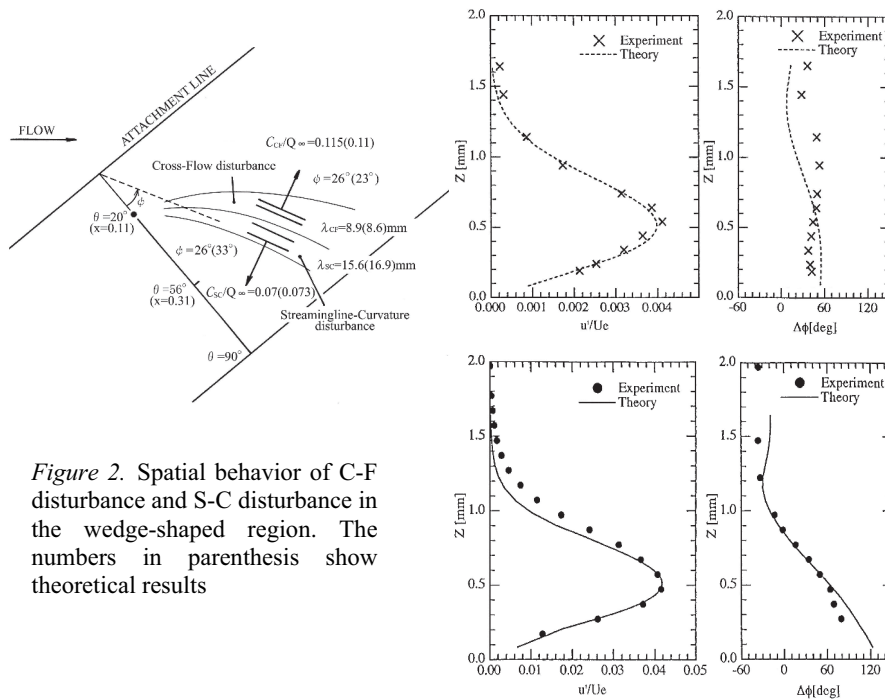 FLOW
ATTACHMENT LINE
C_CF/Q∞=0.115(0.11)
Cross-Flow disturbance
ϕ=26°(23°)
ϕ
θ=20°
(x=0.11)
λ_CF=8.9(8.6)mm
ϕ=26°(33°)
λ_SC=15.6(16.9)mm
C_SC/Q∞=0.07(0.073)
θ=56°
(x=0.31)
Streamingline-Curvature
disturbance
θ=90°
Figure 2. Spatial behavior of C-F
disturbance and S-C disturbance in
the wedge-shaped region. The
numbers in parenthesis show
theoretical results
2.0
1.5
1.0
0.5
0.0
Z [mm]
× Experiment
Theory
0.000 0.001 0.002 0.003 0.004
u'/Ue
2.0
1.5
1.0
0.5
0.0
Z [mm]
× Experiment
Theory
-60 0 60 120
Δϕ[deg]
2.0
1.5
1.0
0.5
0.0
Z [mm]
Experiment
Theory
0.00 0.01 0.02 0.03 0.04 0.05
u'/Ue
2.0
1.5
1.0
0.5
0.0
Z [mm]
Experiment
Theory
-60 0 60 120
Δϕ[deg]